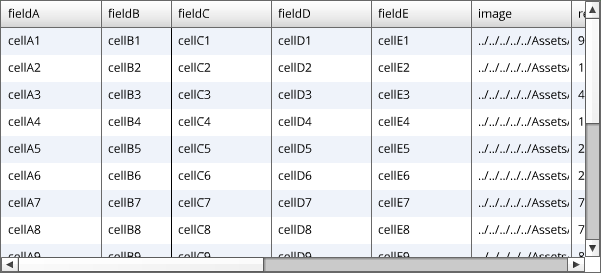 fieldA fieldB fieldC fieldD fieldE image re
cellA1 cellB1 cellC1 cellD1 cellE1 ../../../../../Assets/ 9
cellA2 cellB2 cellC2 cellD2 cellE2 ../../../../../Assets/ 1
cellA3 cellB3 cellC3 cellD3 cellE3 ../../../../../Assets/ 4
cellA4 cellB4 cellC4 cellD4 cellE4 ../../../../../Assets/ 1
cellA5 cellB5 cellC5 cellD5 cellE5 ../../../../../Assets/ 2
cellA6 cellB6 cellC6 cellD6 cellE6 ../../../../../Assets/ 2
cellA7 cellB7 cellC7 cellD7 cellE7 ../../../../../Assets/ 7
cellA8 cellB8 cellC8 cellD8 cellE8 ../../../../../Assets/ 7
cellA9 cellB9 cellC9 cellD9 cellE9 ../../../../../Assets/ 8